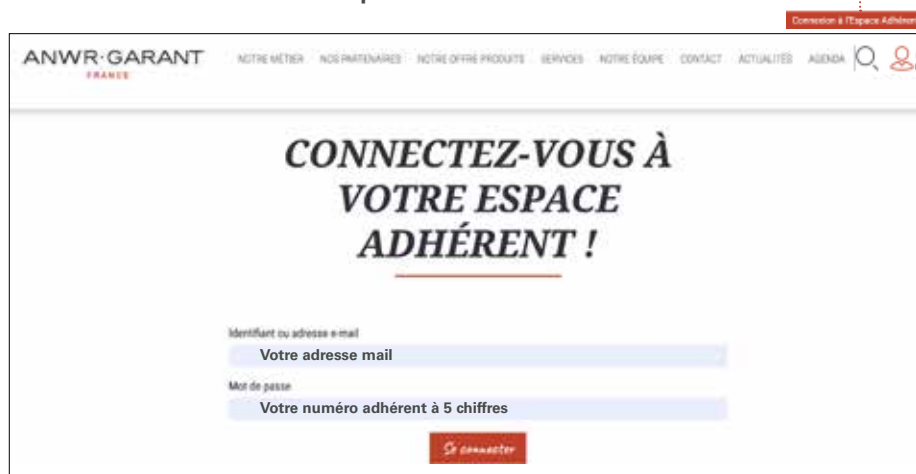 Connexion à l'Espace Adhérent
ANWR·GARANT
FRANCE
NOTRE MÉTIER NOS PARTENAIRES NOTRE OFFRE PRODUITS SERVICES NOTRE ÉQUIPE CONTACT ACTUALITÉS AGENDA
CONNECTEZ-VOUS À
VOTRE ESPACE
ADHÉRENT !
Identifiant ou adresse e-mail
Votre adresse mail
Mot de passe
Votre numéro adhérent à 5 chiffres
Se connecter